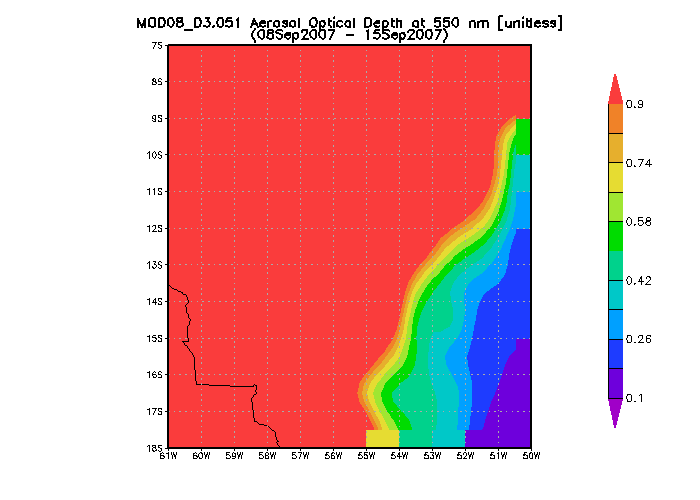 MOD08_D3.051 Aerosol Optical Depth at 550 nm [unitless]
(08Sep2007 - 15Sep2007)
7S
8S
9S
10S
11S
12S
13S
14S
15S
16S
17S
18S
61W 60W 59W 58W 57W 56W 55W 54W 53W 52W 51W 50W
0.9
0.74
0.58
0.42
0.26
0.1